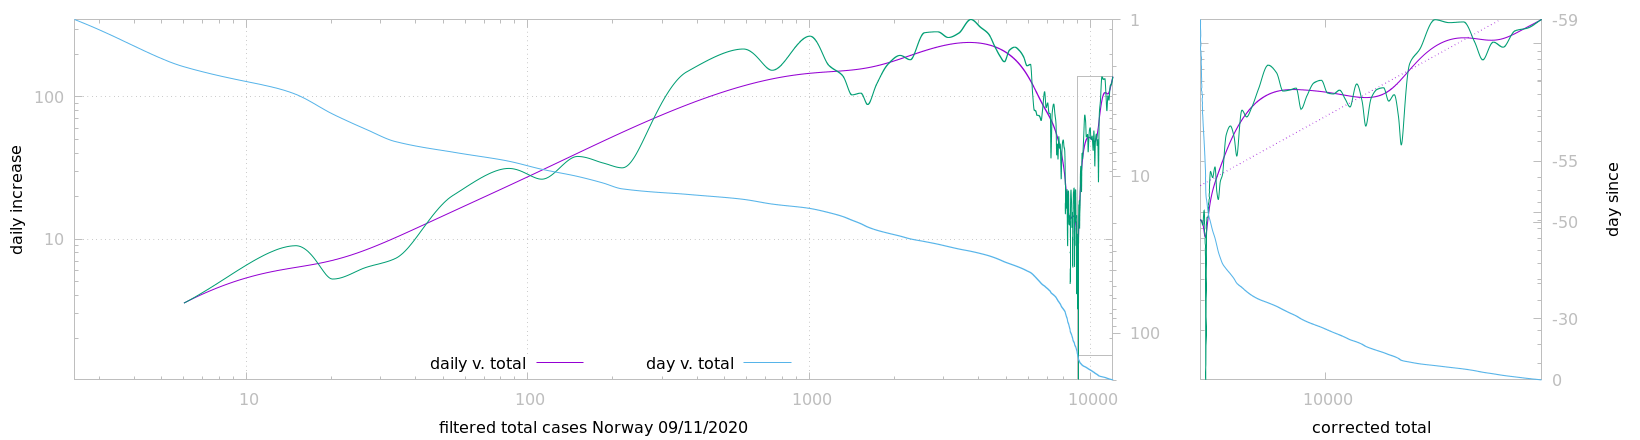 daily increase
100
10
10
100
1000
10000
filtered total cases Norway 09/11/2020
daily v. total
day v. total
1
10
100
10000
corrected total
-59
-55
-50
-30
0
day since